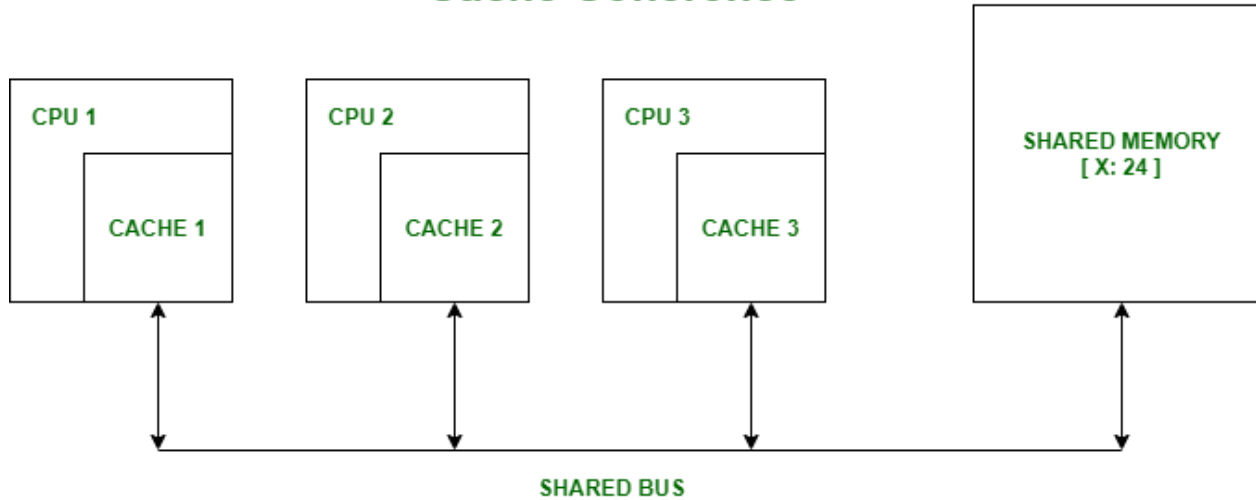 CPU 1
CACHE 1
CPU 2
CACHE 2
CPU 3
CACHE 3
SHARED MEMORY
[ X: 24 ]
SHARED BUS